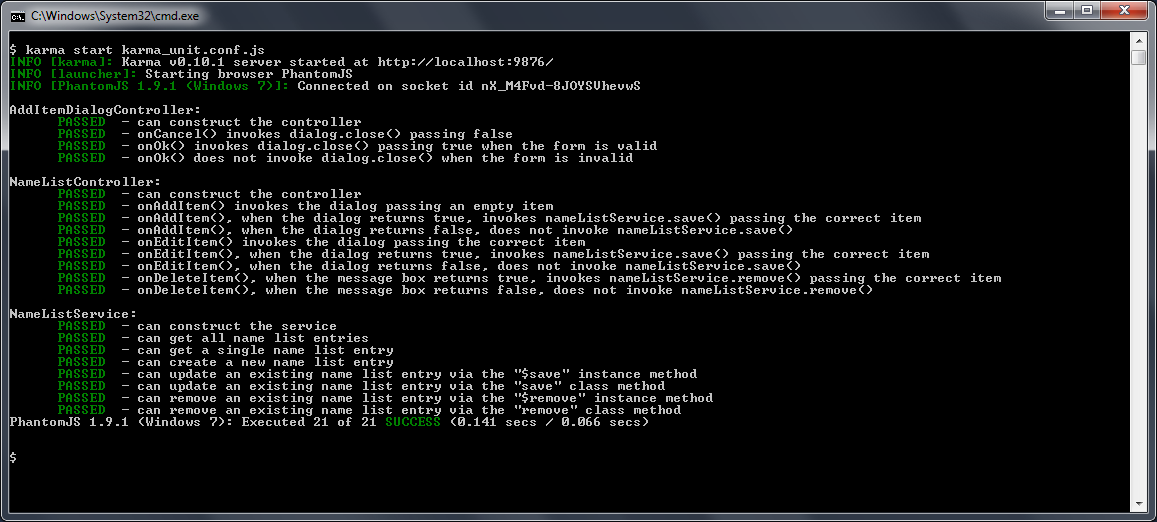 C:\Windows\System32\cmd.exe
$ karma start karma_unit.conf.js
INFO [karma]: Karma v0.10.1 server started at http://localhost:9876/
INFO [launcher]: Starting browser PhantomJS
INFO [PhantomJS 1.9.1 (Windows 7)]: Connected on socket id nX_M4Fvd-8JOYSVhevwS
AddItemDialogController:
PASSED - can construct the controller
PASSED - onCancel() invokes dialog.close() passing false
PASSED - onOk() invokes dialog.close() passing true when the form is valid
PASSED - onOk() does not invoke dialog.close() when the form is invalid
NameListController:
PASSED - can construct the controller
PASSED - onAddItem() invokes the dialog passing an empty item
PASSED - onAddItem(), when the dialog returns true, invokes nameListService.save() passing the correct item
PASSED - onAddItem(), when the dialog returns false, does not invoke nameListService.save()
PASSED - onEditItem() invokes the dialog passing the correct item
PASSED - onEditItem(), when the dialog returns true, invokes nameListService.save() passing the correct item
PASSED - onEditItem(), when the dialog returns false, does not invoke nameListService.save()
PASSED - onDeleteItem(), when the message box returns true, invokes nameListService.remove() passing the correct item
PASSED - onDeleteItem(), when the message box returns false, does not invoke nameListService.remove()
NameListService:
PASSED - can construct the service
PASSED - can get all name list entries
PASSED - can get a single name list entry
PASSED - can create a new name list entry
PASSED - can update an existing name list entry via the "$save" instance method
PASSED - can update an existing name list entry via the "save" class method
PASSED - can remove an existing name list entry via the "$remove" instance method
PASSED - can remove an existing name list entry via the "remove" class method
PhantomJS 1.9.1 (Windows 7): Executed 21 of 21 SUCCESS (0.141 secs / 0.066 secs)
$